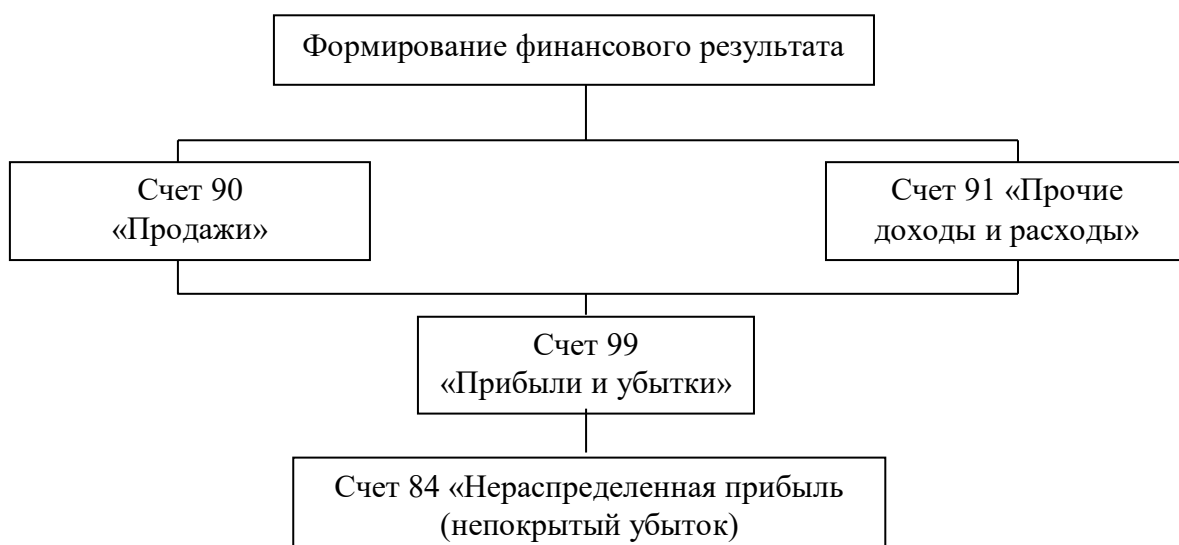 Формирование финансового результата
Счет 90
«Продажи»
Счет 91 «Прочие
доходы и расходы»
Счет 99
«Прибыли и убытки»
Счет 84 «Нераспределенная прибыль
(непокрытый убыток)